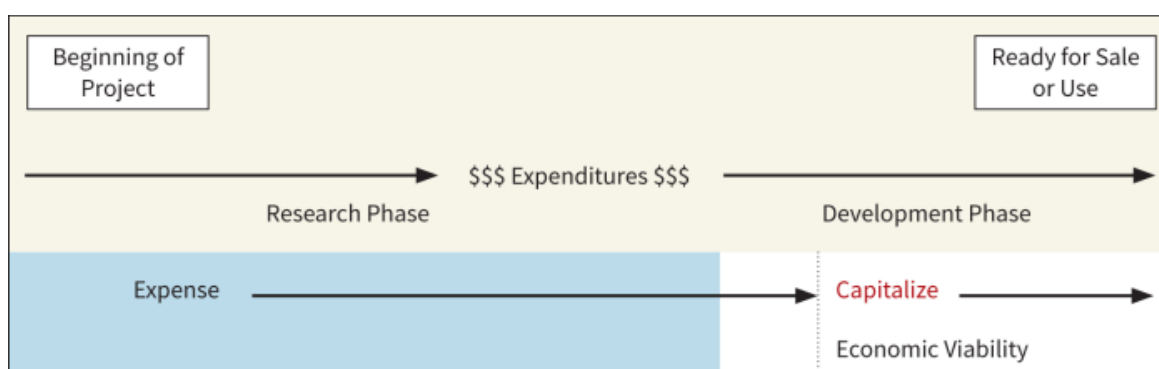 Beginning of
Project
Ready for Sale
or Use
$$$ Expenditures $$$
Research Phase
Development Phase
Expense
Capitalize
Economic Viability